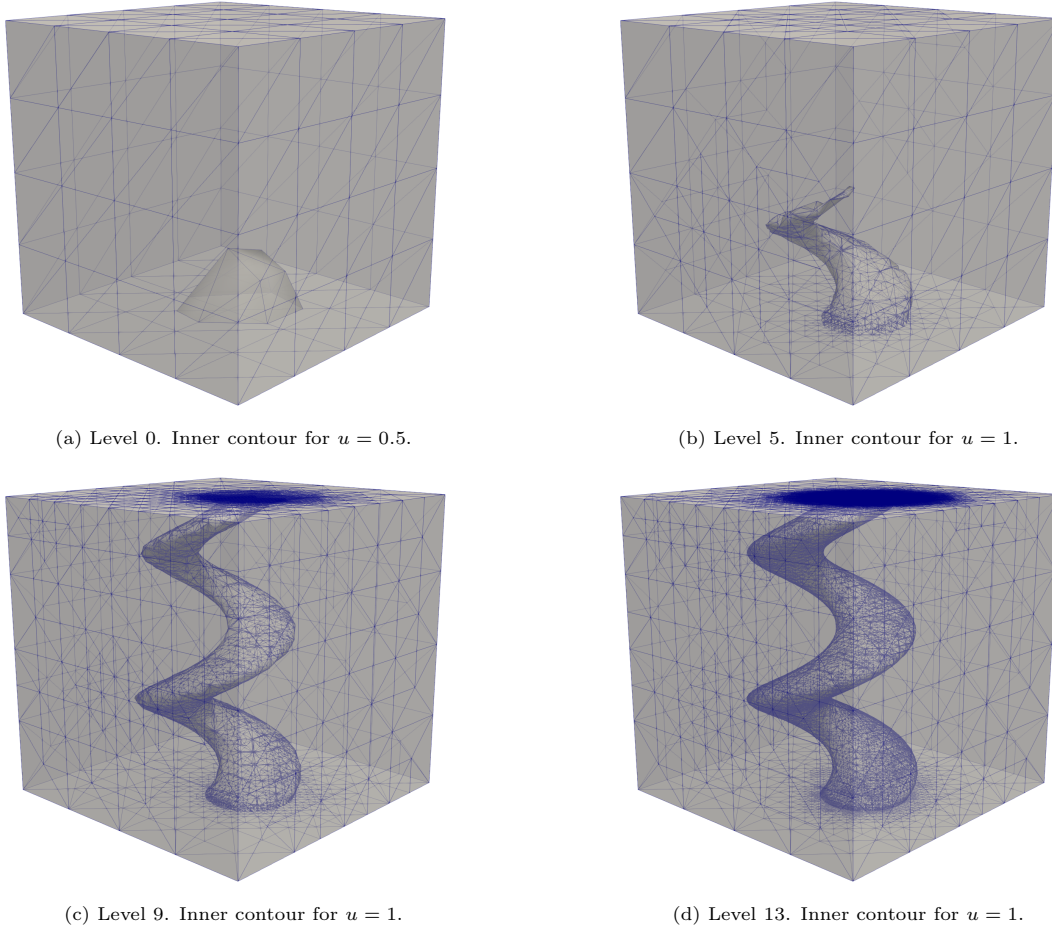 (a) Level 0. Inner contour for u = 0.5.
(b) Level 5. Inner contour for u = 1.
(c) Level 9. Inner contour for u = 1.
(d) Level 13. Inner contour for u = 1.